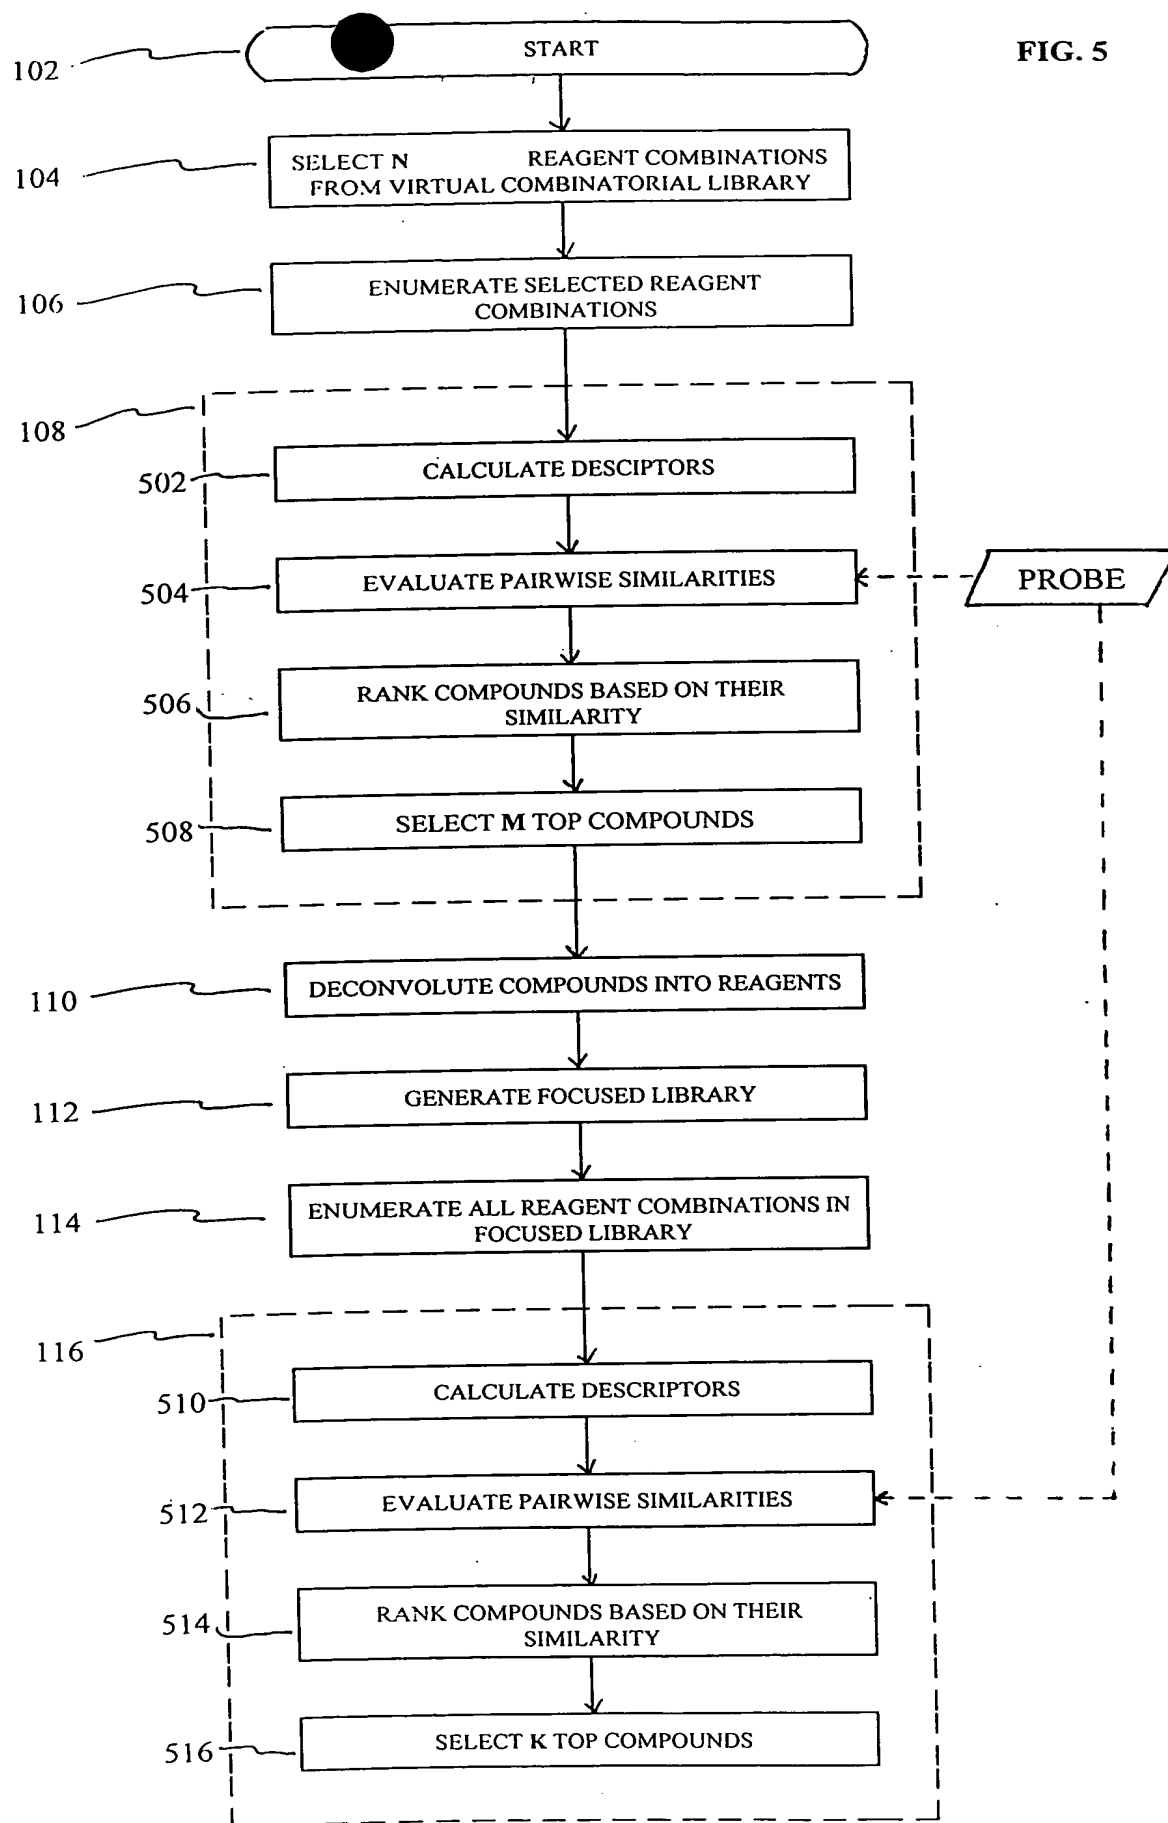 FIG. 5
102
START
104
SELECT N REAGENT COMBINATIONS
FROM VIRTUAL COMBINATORIAL LIBRARY
106
ENUMERATE SELECTED REAGENT
COMBINATIONS
108
502
CALCULATE DESCIPTORS
504
EVALUATE PAIRWISE SIMILARITIES
PROBE
506
RANK COMPOUNDS BASED ON THEIR
SIMILARITY
508
SELECT M TOP COMPOUNDS
110
DECONVOLUTE COMPOUNDS INTO REAGENTS
112
GENERATE FOCUSED LIBRARY
114
ENUMERATE ALL REAGENT COMBINATIONS IN
FOCUSED LIBRARY
116
510
CALCULATE DESCRIPTORS
512
EVALUATE PAIRWISE SIMILARITIES
514
RANK COMPOUNDS BASED ON THEIR
SIMILARITY
516
SELECT K TOP COMPOUNDS